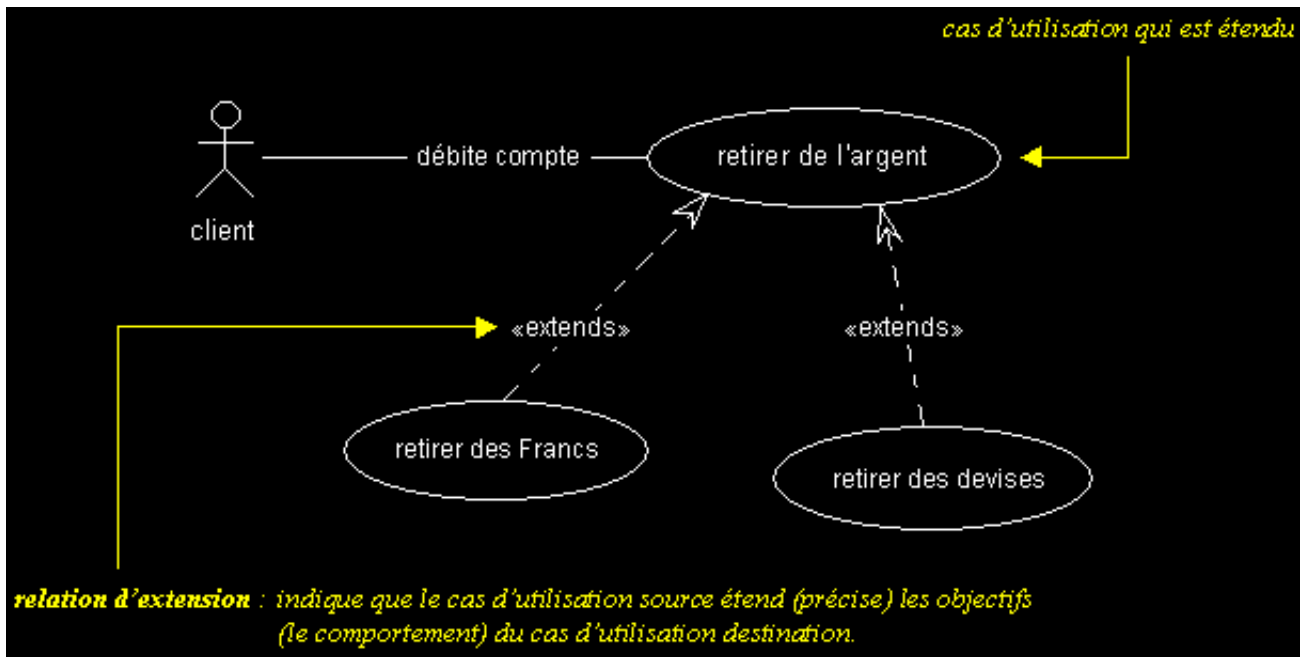 cas d'utilisation qui est étendu
débite compte
retirer de l'argent
client
«extends»
«extends»
retirer des Francs
retirer des devises
relation d'extension : indique que le cas d'utilisation source étend (précise) les objectifs
(le comportement) du cas d'utilisation destination.